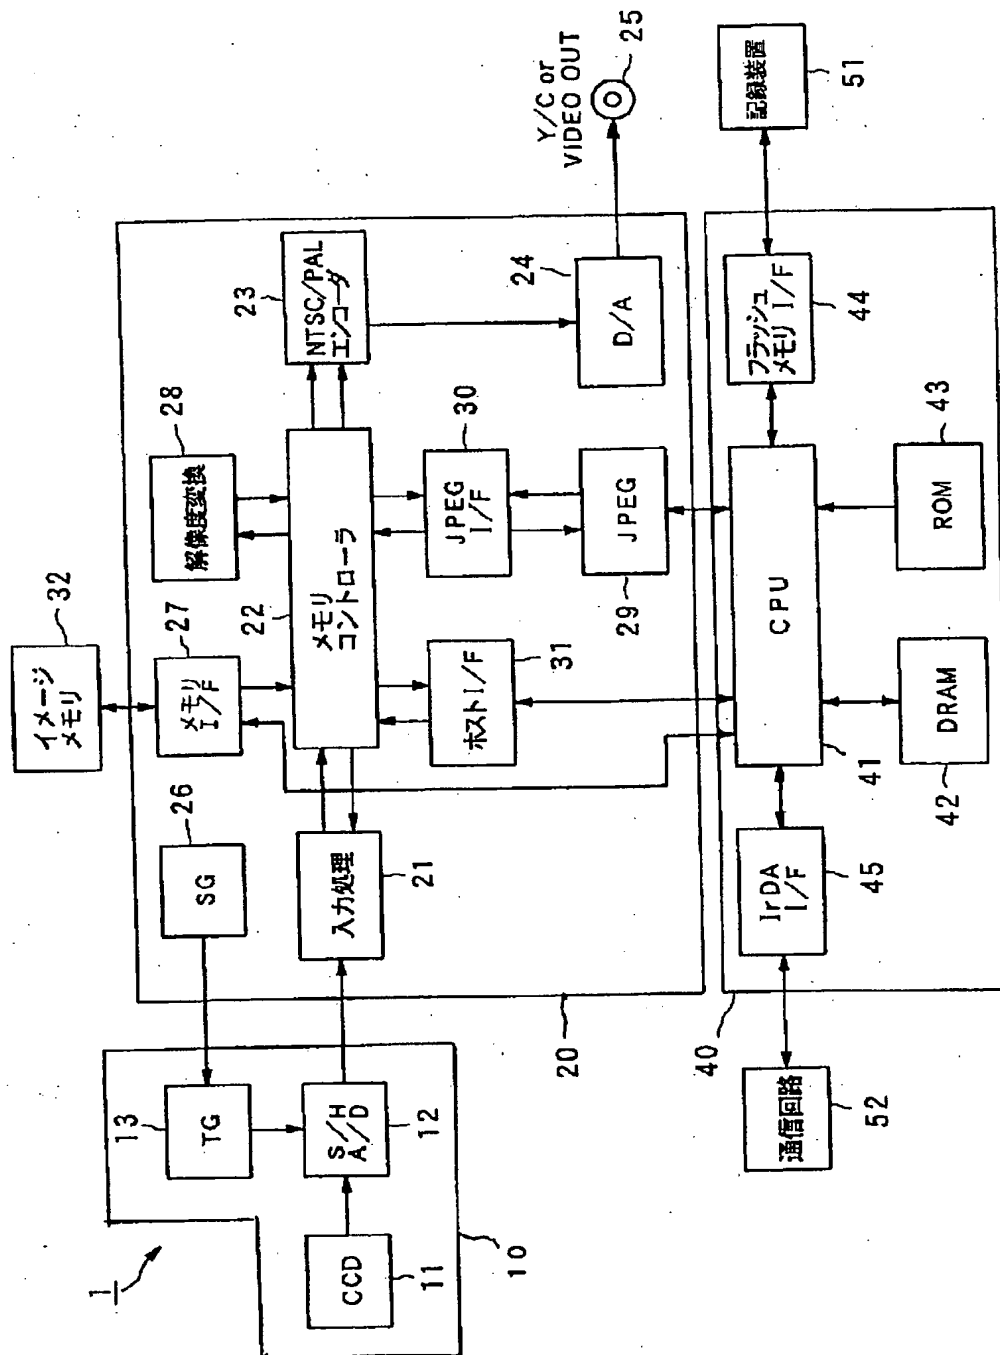 1
CCD
11
10
S/H
A/D
12
TG
13
SG
26
入力処理
21
20
イメージ
メモリ
32
メモリ
I/F
27
解像度変換
28
メモリ
コントローラ
22
NTSC/PAL
エンコーダ
23
ホストI/F
31
JPEG
I/F
30
JPEG
29
D/A
24
Y/C or
VIDEO OUT
25
通信回路
52
40
IrDA
I/F
45
CPU
41
DRAM
42
ROM
43
フラッシュ
メモリ I/F
44
記録装置
51